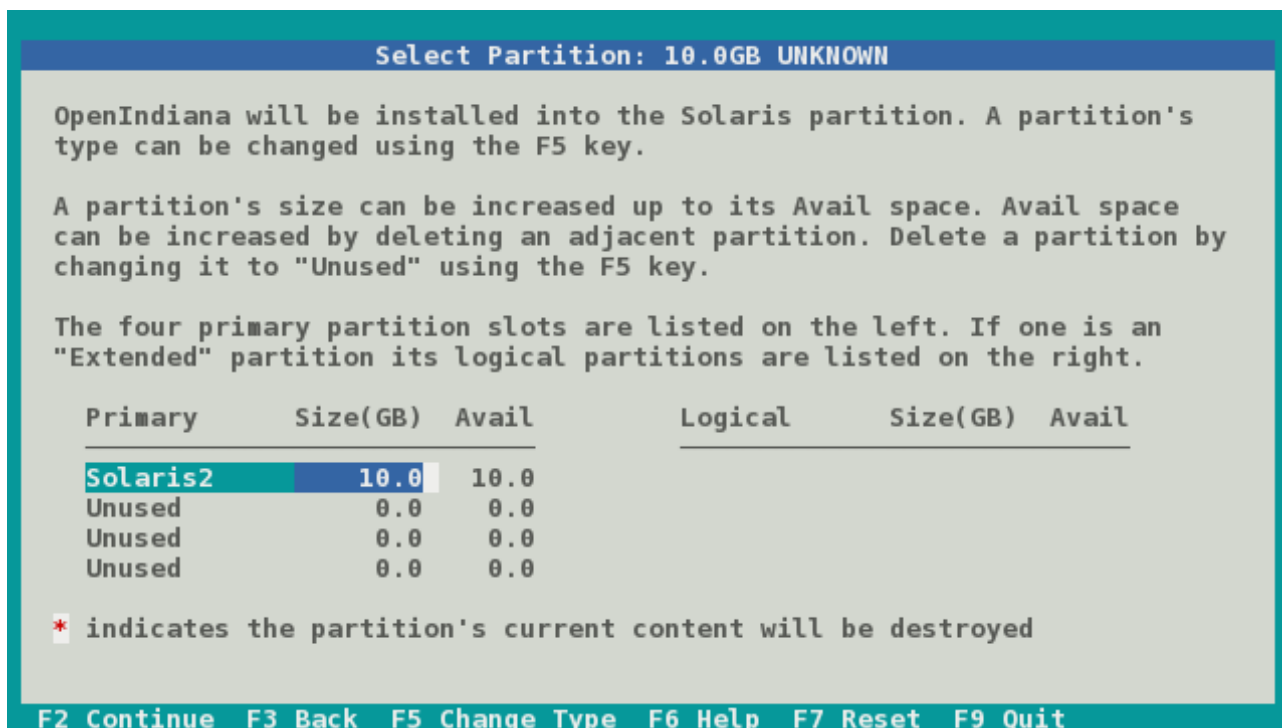 Select Partition: 10.0GB UNKNOWN
OpenIndiana will be installed into the Solaris partition. A partition's
type can be changed using the F5 key.
A partition's size can be increased up to its Avail space. Avail space
can be increased by deleting an adjacent partition. Delete a partition by
changing it to "Unused" using the F5 key.
The four primary partition slots are listed on the left. If one is an
"Extended" partition its logical partitions are listed on the right.
Primary Size(GB) Avail Logical Size(GB) Avail
Solaris2 10.0 10.0
Unused 0.0 0.0
Unused 0.0 0.0
Unused 0.0 0.0
* indicates the partition's current content will be destroyed
F2 Continue F3 Back F5 Change Type F6 Help F7 Reset F9 Quit